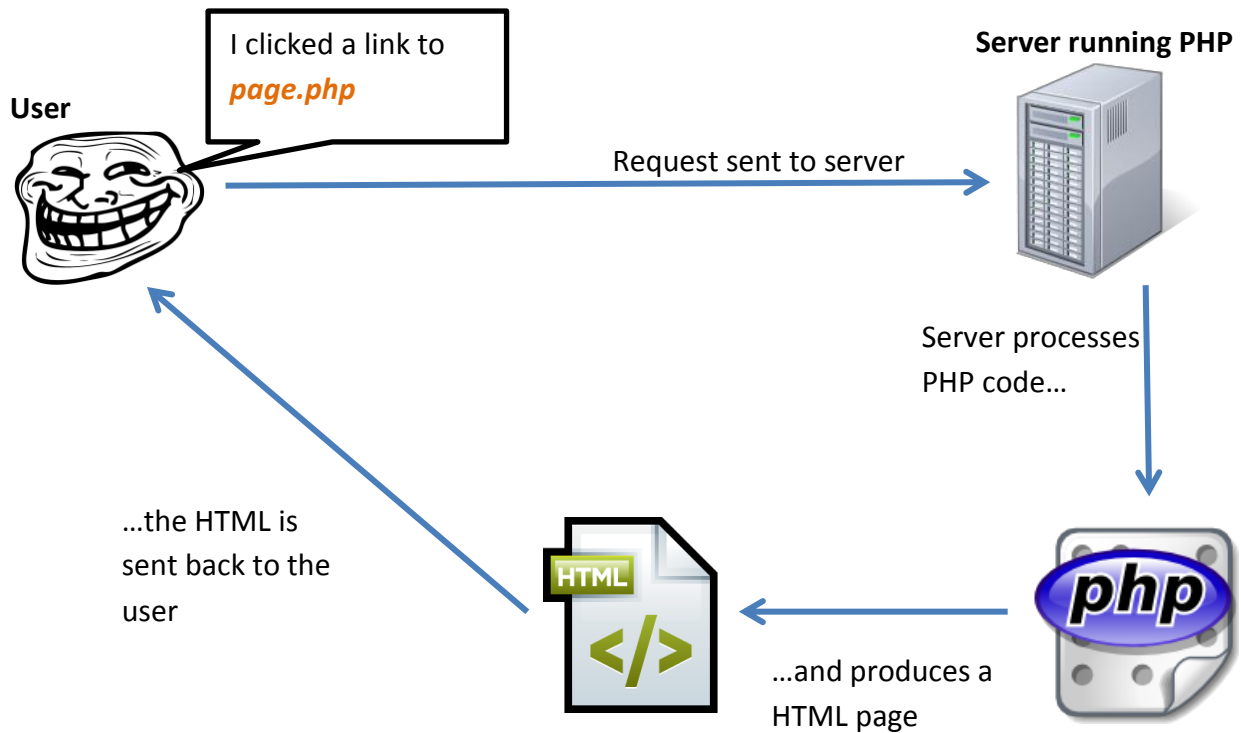 I clicked a link to
page.php
Server running PHP
User
Request sent to server
Server processes
PHP code…
…the HTML is
sent back to the
user
HTML
</>
php
…and produces a
HTML page